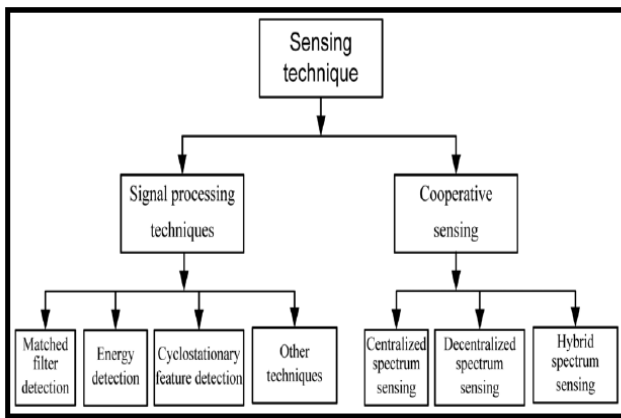 Sensing
technique
Signal processing
techniques
Cooperative
sensing
Matched
filter
detection
Energy
detection
Cyclostationary
feature detection
Other
techniques
Centralized
spectrum
sensing
Decentralized
spectrum
sensing
Hybrid
spectrum
sensing